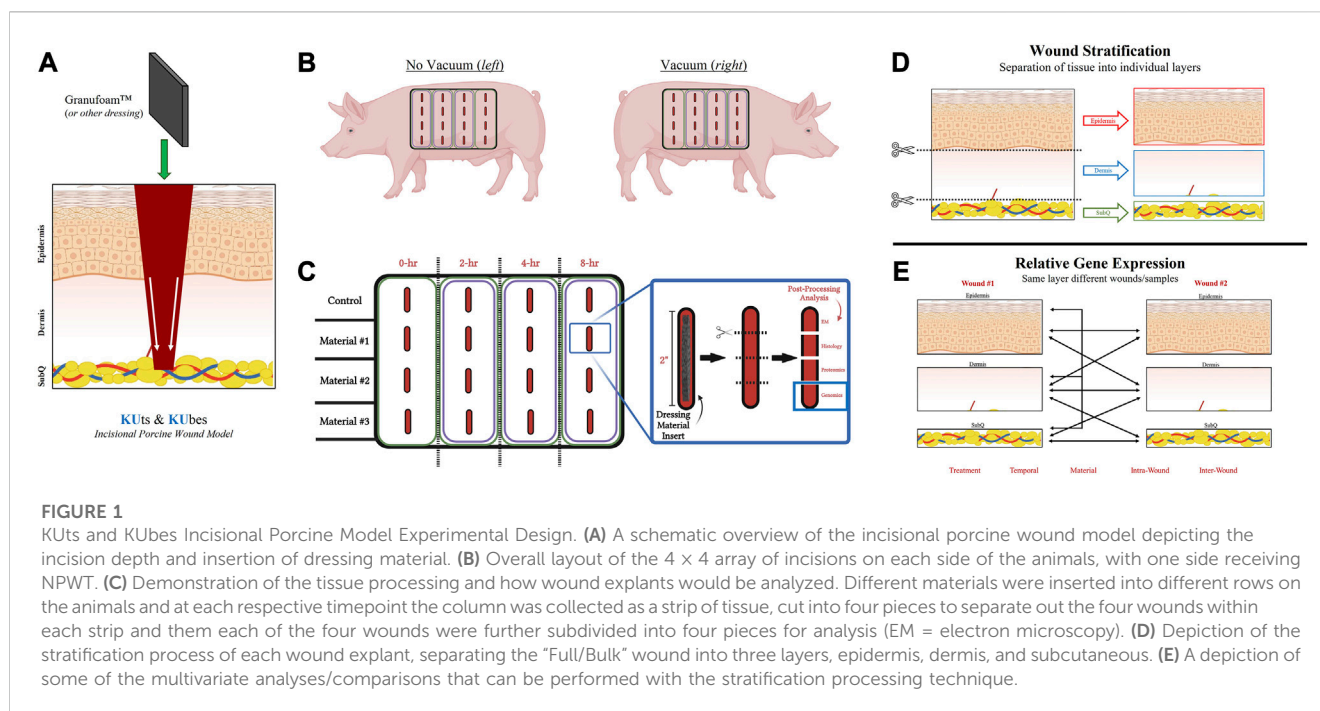 A
Granufoam™
(or other dressing)
Epidermis
Dermis
SubQ
KUts & KUbes
Incisional Porcine Wound Model
B
No Vacuum (left)
Vacuum (right)
C
0-hr
2-hr
4-hr
8-hr
Control
Material #1
Material #2
Material #3
2"
Dressing
Material
Insert
Post-Processing
Analysis
EM
Histology
Proteomics
Genomics
D
Wound Stratification
Separation of tissue into individual layers
Epidermis
Dermis
SubQ
E
Relative Gene Expression
Same layer different wounds/samples
Wound #1
Wound #2
Epidermis
Epidermis
Dermis
Dermis
SubQ
SubQ
Treatment
Temporal
Material
Intra-Wound
Inter-Wound
FIGURE 1
KUts and KUbes Incisional Porcine Model Experimental Design. (A) A schematic overview of the incisional porcine wound model depicting the
incision depth and insertion of dressing material. (B) Overall layout of the 4 × 4 array of incisions on each side of the animals, with one side receiving
NPWT. (C) Demonstration of the tissue processing and how wound explants would be analyzed. Different materials were inserted into different rows on
the animals and at each respective timepoint the column was collected as a strip of tissue, cut into four pieces to separate out the four wounds within
each strip and them each of the four wounds were further subdivided into four pieces for analysis (EM = electron microscopy). (D) Depiction of the
stratification process of each wound explant, separating the "Full/Bulk" wound into three layers, epidermis, dermis, and subcutaneous. (E) A depiction of
some of the multivariate analyses/comparisons that can be performed with the stratification processing technique.